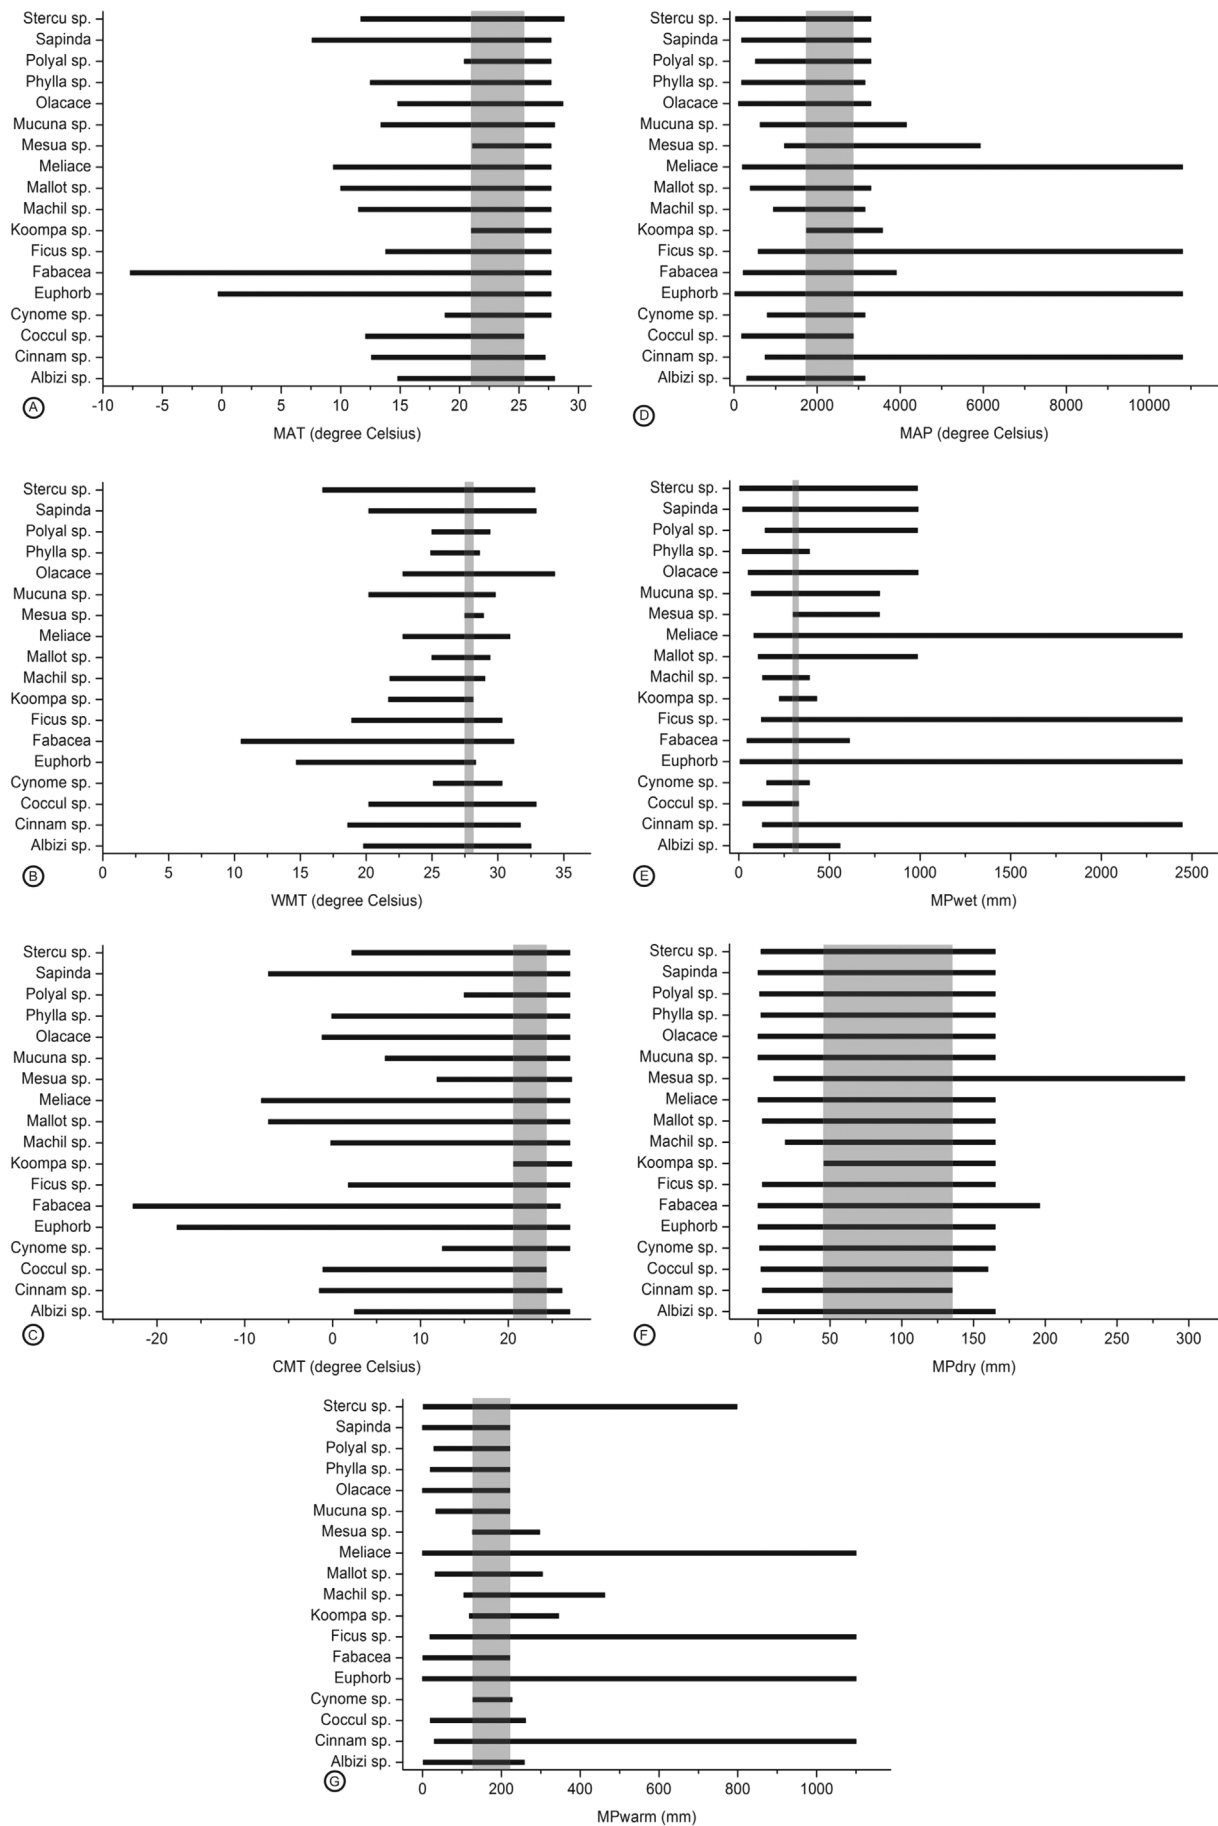 Stercu sp.
Sapinda
Polyal sp.
Phylla sp.
Olacace
Mucuna sp.
Mesua sp.
Meliace
Mallot sp.
Machil sp.
Koompa sp.
Ficus sp.
Fabacea
Euphorb
Cynome sp.
Coccul sp.
Cinnam sp.
Albizi sp.
-10 -5 0 5 10 15 20 25 30
A
MAT (degree Celsius)
Stercu sp.
Sapinda
Polyal sp.
Phylla sp.
Olacace
Mucuna sp.
Mesua sp.
Meliace
Mallot sp.
Machil sp.
Koompa sp.
Ficus sp.
Fabacea
Euphorb
Cynome sp.
Coccul sp.
Cinnam sp.
Albizi sp.
0 2000 4000 6000 8000 10000
D
MAP (degree Celsius)
Stercu sp.
Sapinda
Polyal sp.
Phylla sp.
Olacace
Mucuna sp.
Mesua sp.
Meliace
Mallot sp.
Machil sp.
Koompa sp.
Ficus sp.
Fabacea
Euphorb
Cynome sp.
Coccul sp.
Cinnam sp.
Albizi sp.
0 5 10 15 20 25 30 35
B
WMT (degree Celsius)
Stercu sp.
Sapinda
Polyal sp.
Phylla sp.
Olacace
Mucuna sp.
Mesua sp.
Meliace
Mallot sp.
Machil sp.
Koompa sp.
Ficus sp.
Fabacea
Euphorb
Cynome sp.
Coccul sp.
Cinnam sp.
Albizi sp.
0 500 1000 1500 2000 2500
E
MPwet (mm)
Stercu sp.
Sapinda
Polyal sp.
Phylla sp.
Olacace
Mucuna sp.
Mesua sp.
Meliace
Mallot sp.
Machil sp.
Koompa sp.
Ficus sp.
Fabacea
Euphorb
Cynome sp.
Coccul sp.
Cinnam sp.
Albizi sp.
-20 -10 0 10 20
C
CMT (degree Celsius)
Stercu sp.
Sapinda
Polyal sp.
Phylla sp.
Olacace
Mucuna sp.
Mesua sp.
Meliace
Mallot sp.
Machil sp.
Koompa sp.
Ficus sp.
Fabacea
Euphorb
Cynome sp.
Coccul sp.
Cinnam sp.
Albizi sp.
0 50 100 150 200 250 300
F
MPdry (mm)
Stercu sp.
Sapinda
Polyal sp.
Phylla sp.
Olacace
Mucuna sp.
Mesua sp.
Meliace
Mallot sp.
Machil sp.
Koompa sp.
Ficus sp.
Fabacea
Euphorb
Cynome sp.
Coccul sp.
Cinnam sp.
Albizi sp.
0 200 400 600 800 1000
G
MPwarm (mm)